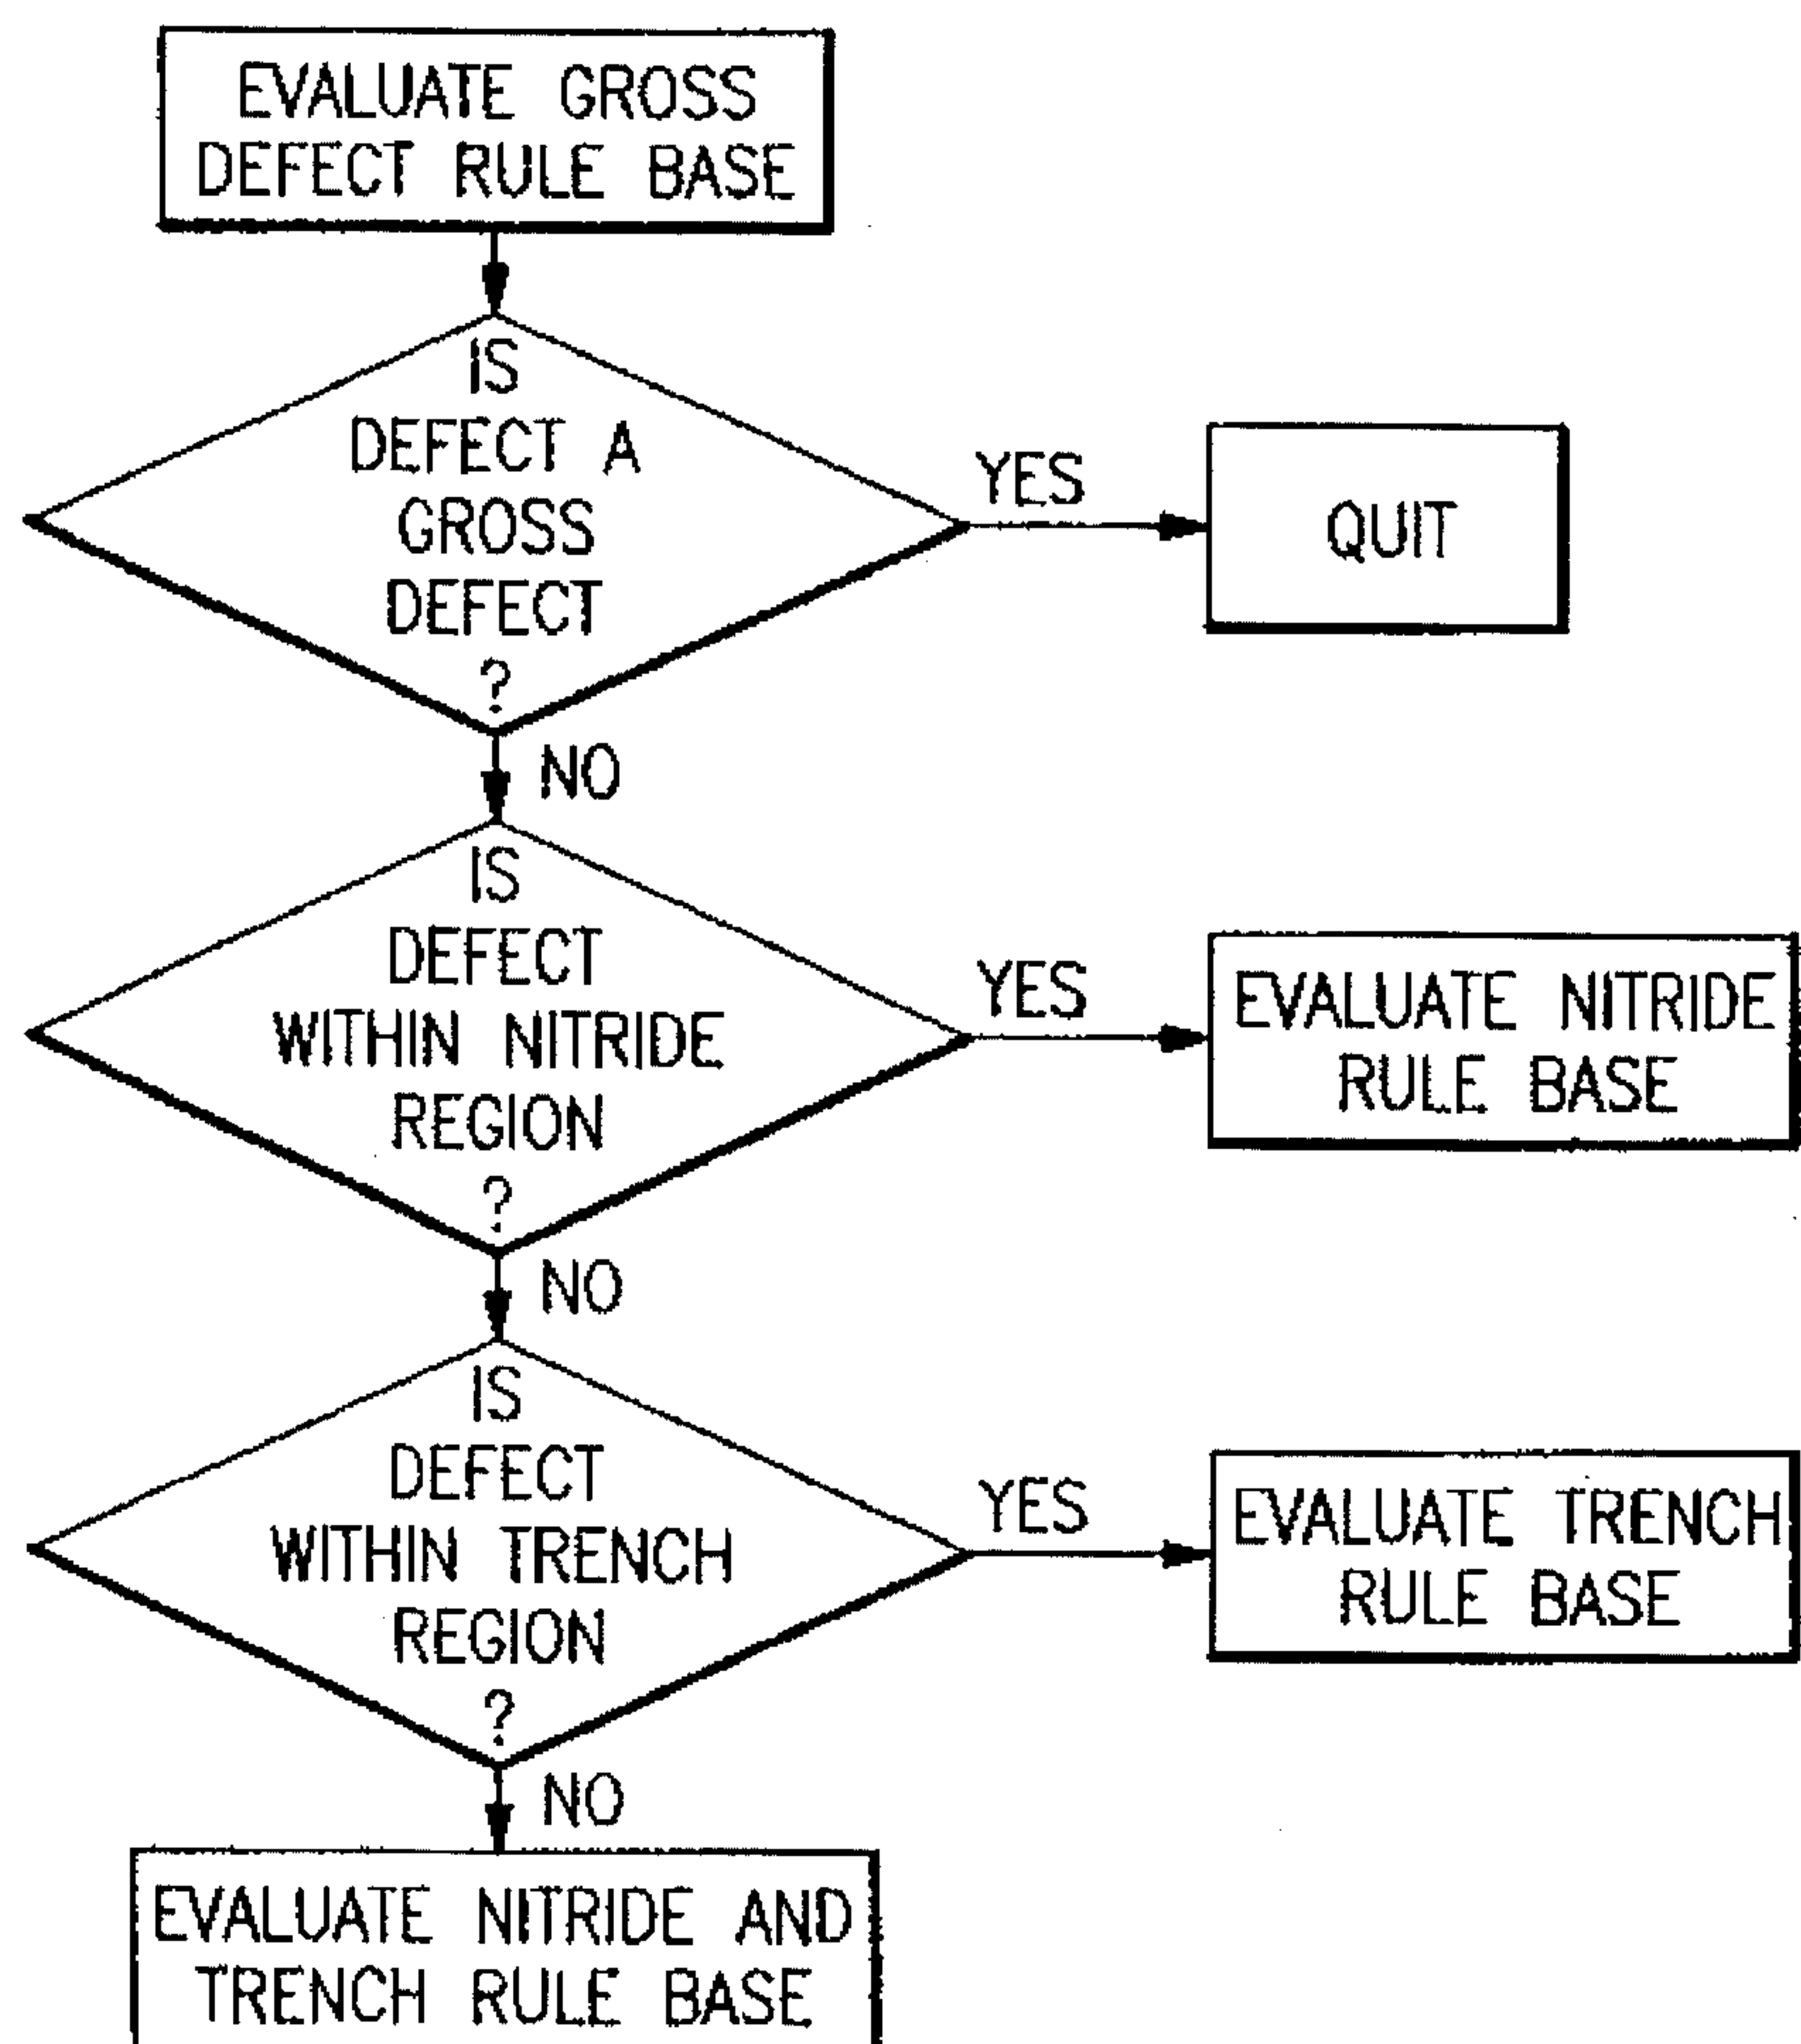 EVALUATE GROSS
DEFECT RULE BASE
IS
DEFECT A
GROSS
DEFECT
?
YES
QUIT
NO
IS
DEFECT
WITHIN NITRIDE
REGION
?
YES
EVALUATE NITRIDE
RULE BASE
NO
IS
DEFECT
WITHIN TRENCH
REGION
?
YES
EVALUATE TRENCH
RULE BASE
NO
EVALUATE NITRIDE AND
TRENCH RULE BASE